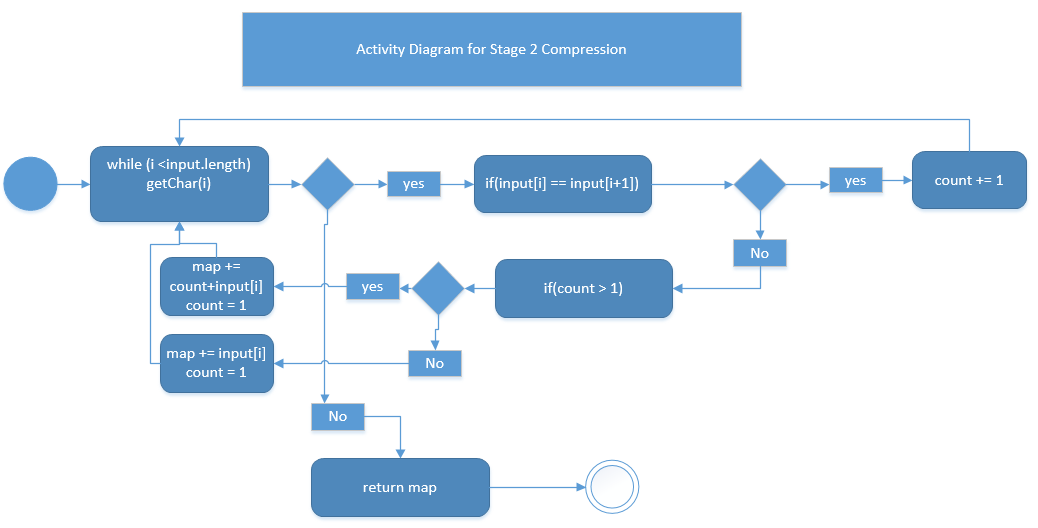 Activity Diagram for Stage 2 Compression
while (i <input.length)
getChar(i)
yes
if(input[i] == input[i+1])
yes
count += 1
No
map +=
count+input[i]
count = 1
yes
if(count > 1)
map += input[i]
count = 1
No
No
return map